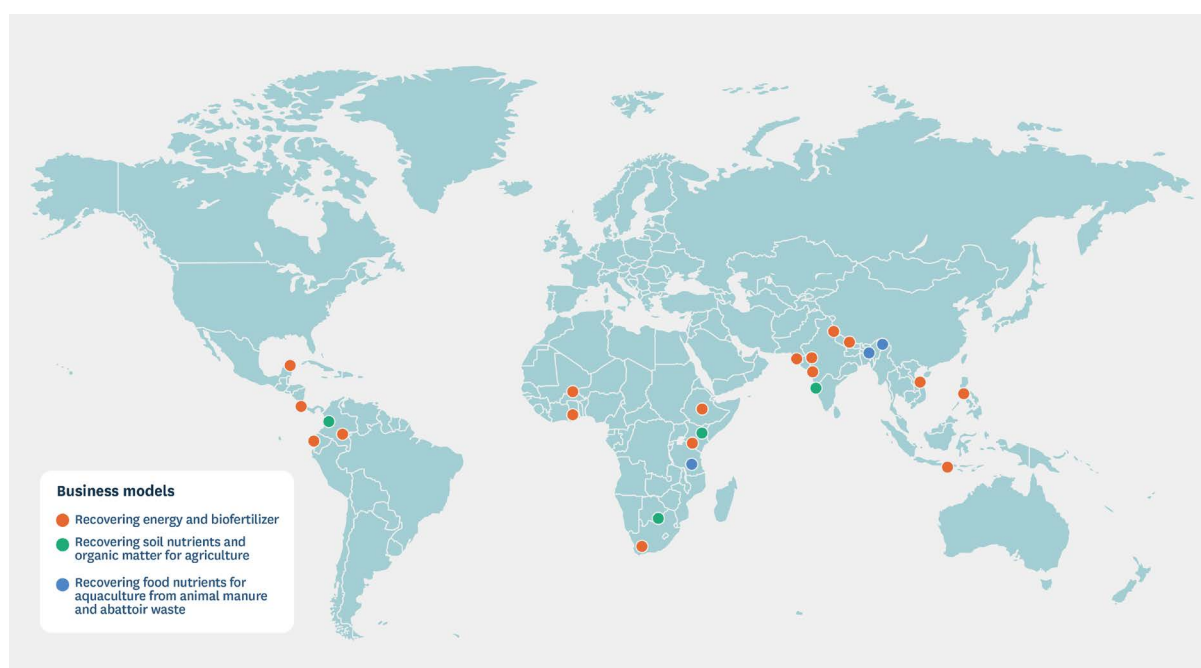 Business models
Recovering energy and biofertilizer
Recovering soil nutrients and
organic matter for agriculture
Recovering food nutrients for
aquaculture from animal manure
and abattoir waste